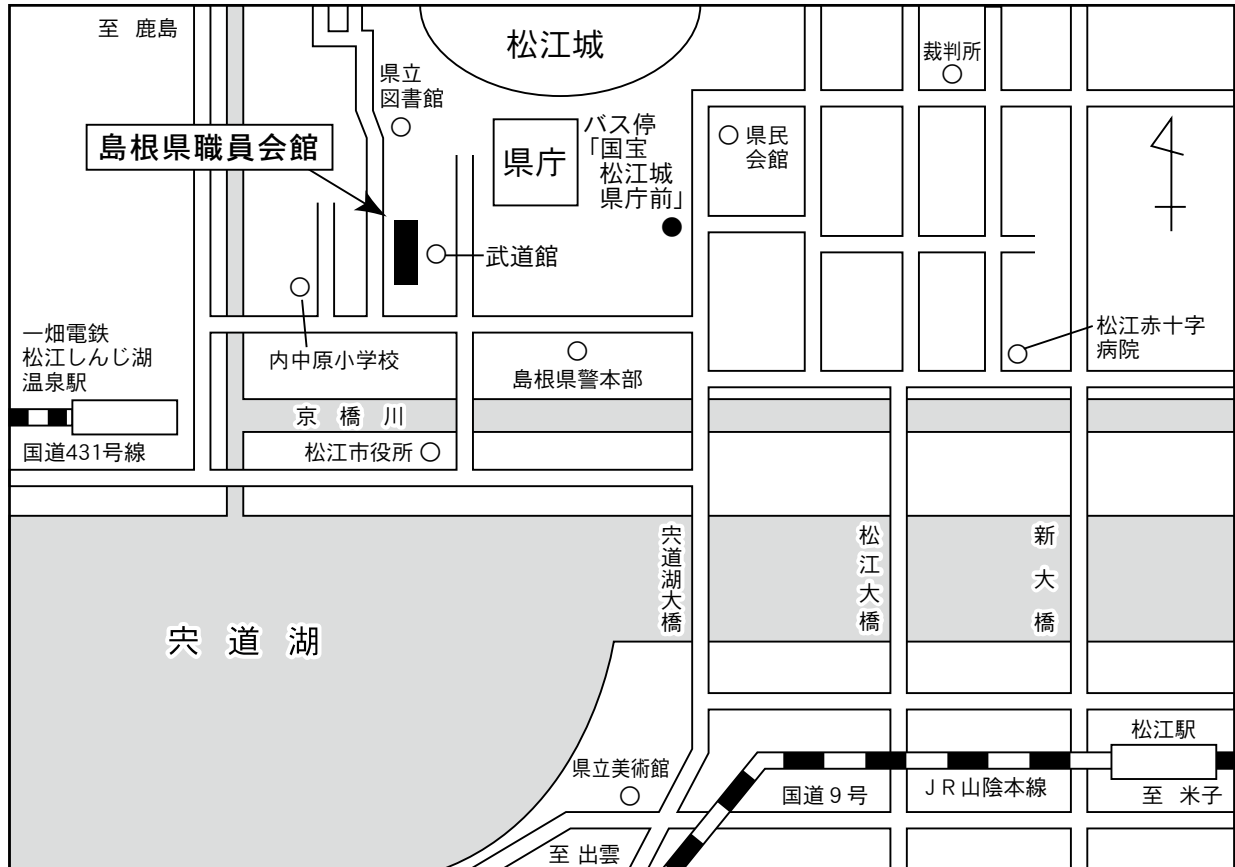 至 鹿島
松江城
裁判所
県立
図書館
島根県職員会館
県庁
バス停
「国宝
松江城
県庁前」
県民
会館
武道館
一畑電鉄
松江しんじ湖
温泉駅
内中原小学校
島根県警本部
松江赤十字
病院
京橋川
国道431号線
松江市役所
宍道湖大橋
松江大橋
新大橋
宍道湖
県立美術館
松江駅
国道9号
JR山陰本線
至 米子
至 出雲